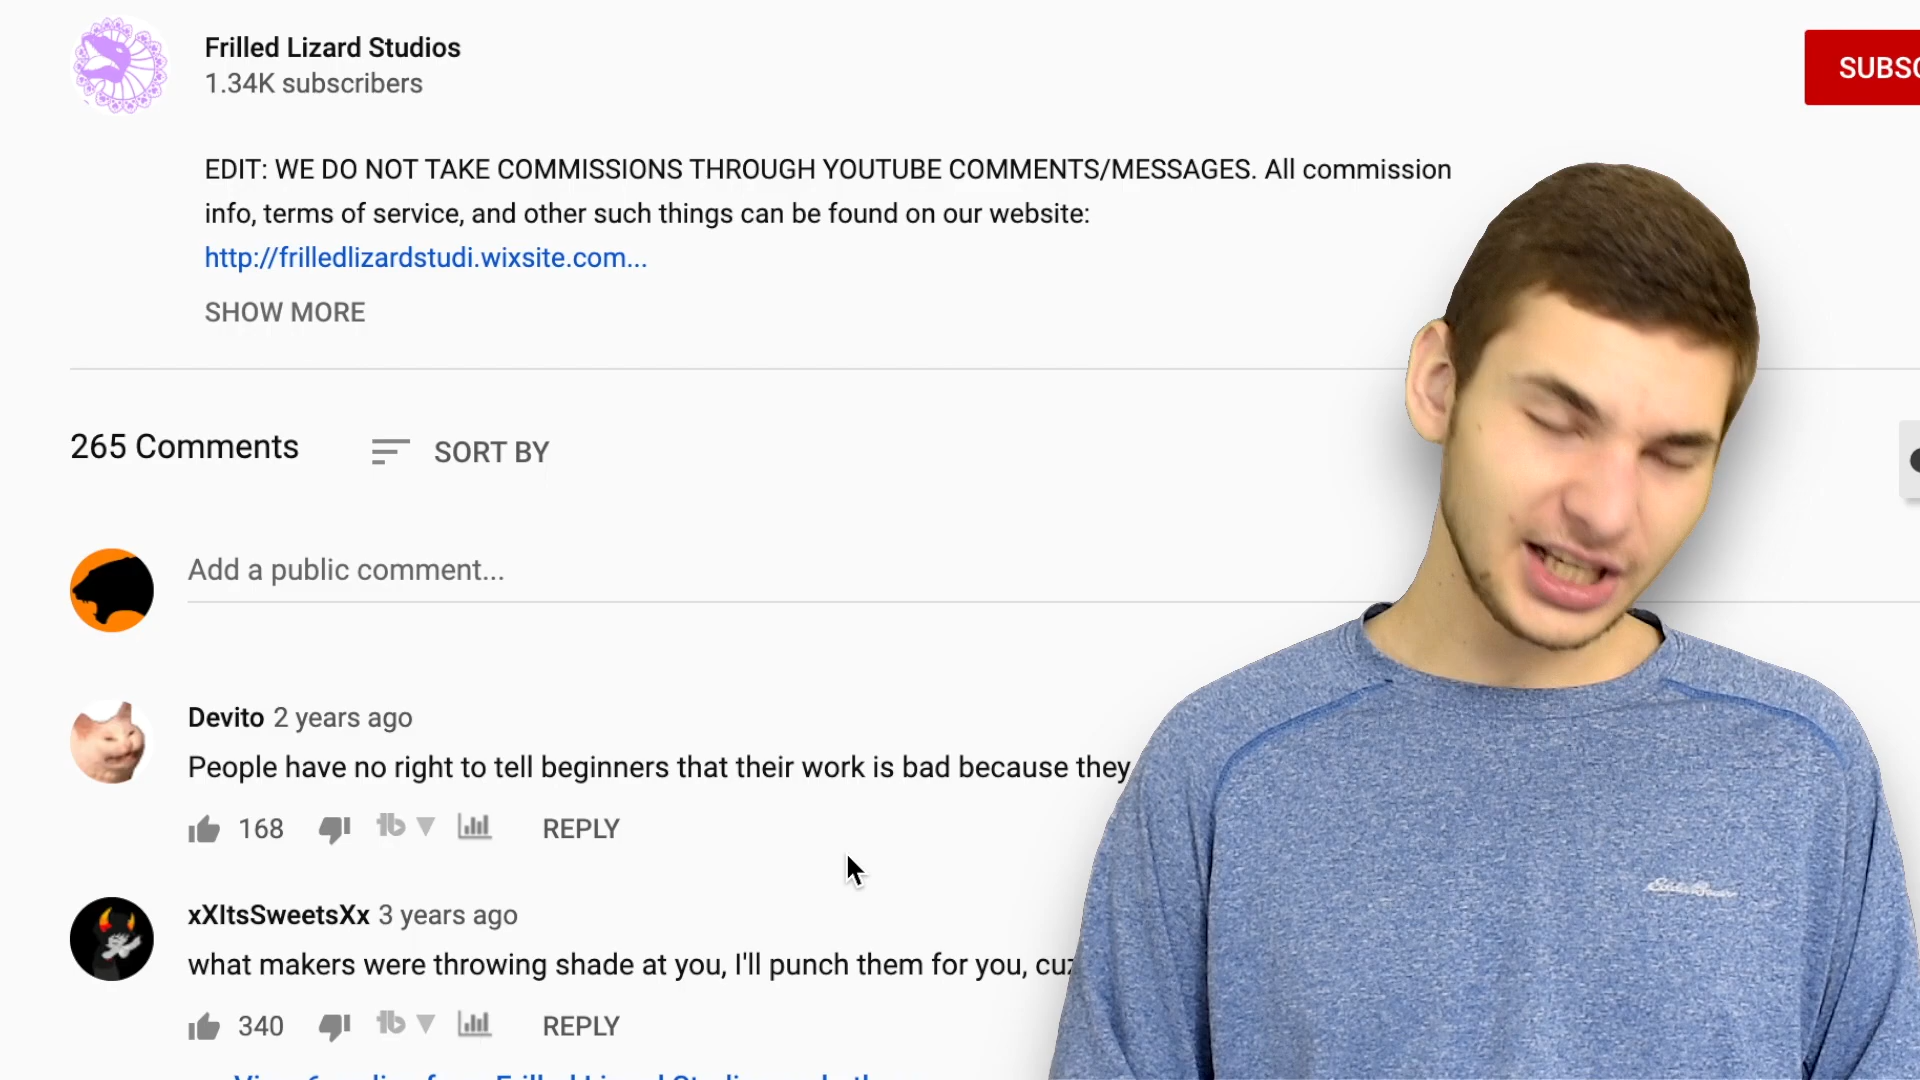 Frilled Lizard Studios
1.34K subscribers
SUBSC
EDIT: WE DO NOT TAKE COMMISSIONS THROUGH YOUTUBE COMMENTS/MESSAGES. All commission
info, terms of service, and other such things can be found on our website:
http://frilledlizardstudi.wixsite.com...
SHOW MORE
265 Comments
SORT BY
Add a public comment...
Devito 2 years ago
People have no right to tell beginners that their work is bad because they
168
REPLY
xXItsSweetsXx 3 years ago
what makers were throwing shade at you, I'll punch them for you, cuz
340
REPLY
Eddie Bauer